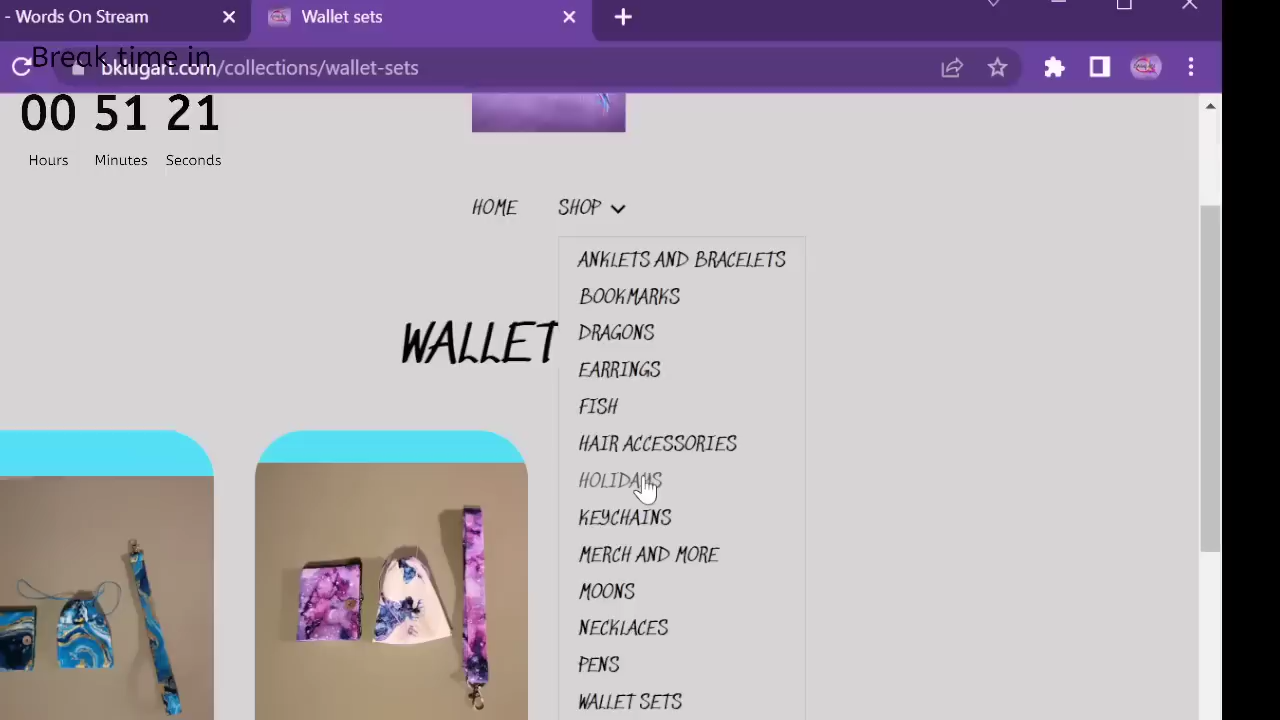 - Words On Stream
Wallet sets
Break time in
bklugart.com/collections/wallet-sets
00 51 21
Hours Minutes Seconds
HOME SHOP
ANKLETS AND BRACELETS
BOOKMARKS
DRAGONS
EARRINGS
FISH
HAIR ACCESSORIES
HOLIDAYS
KEYCHAINS
MERCH AND MORE
MOONS
NECKLACES
PENS
WALLET SETS
WALLET